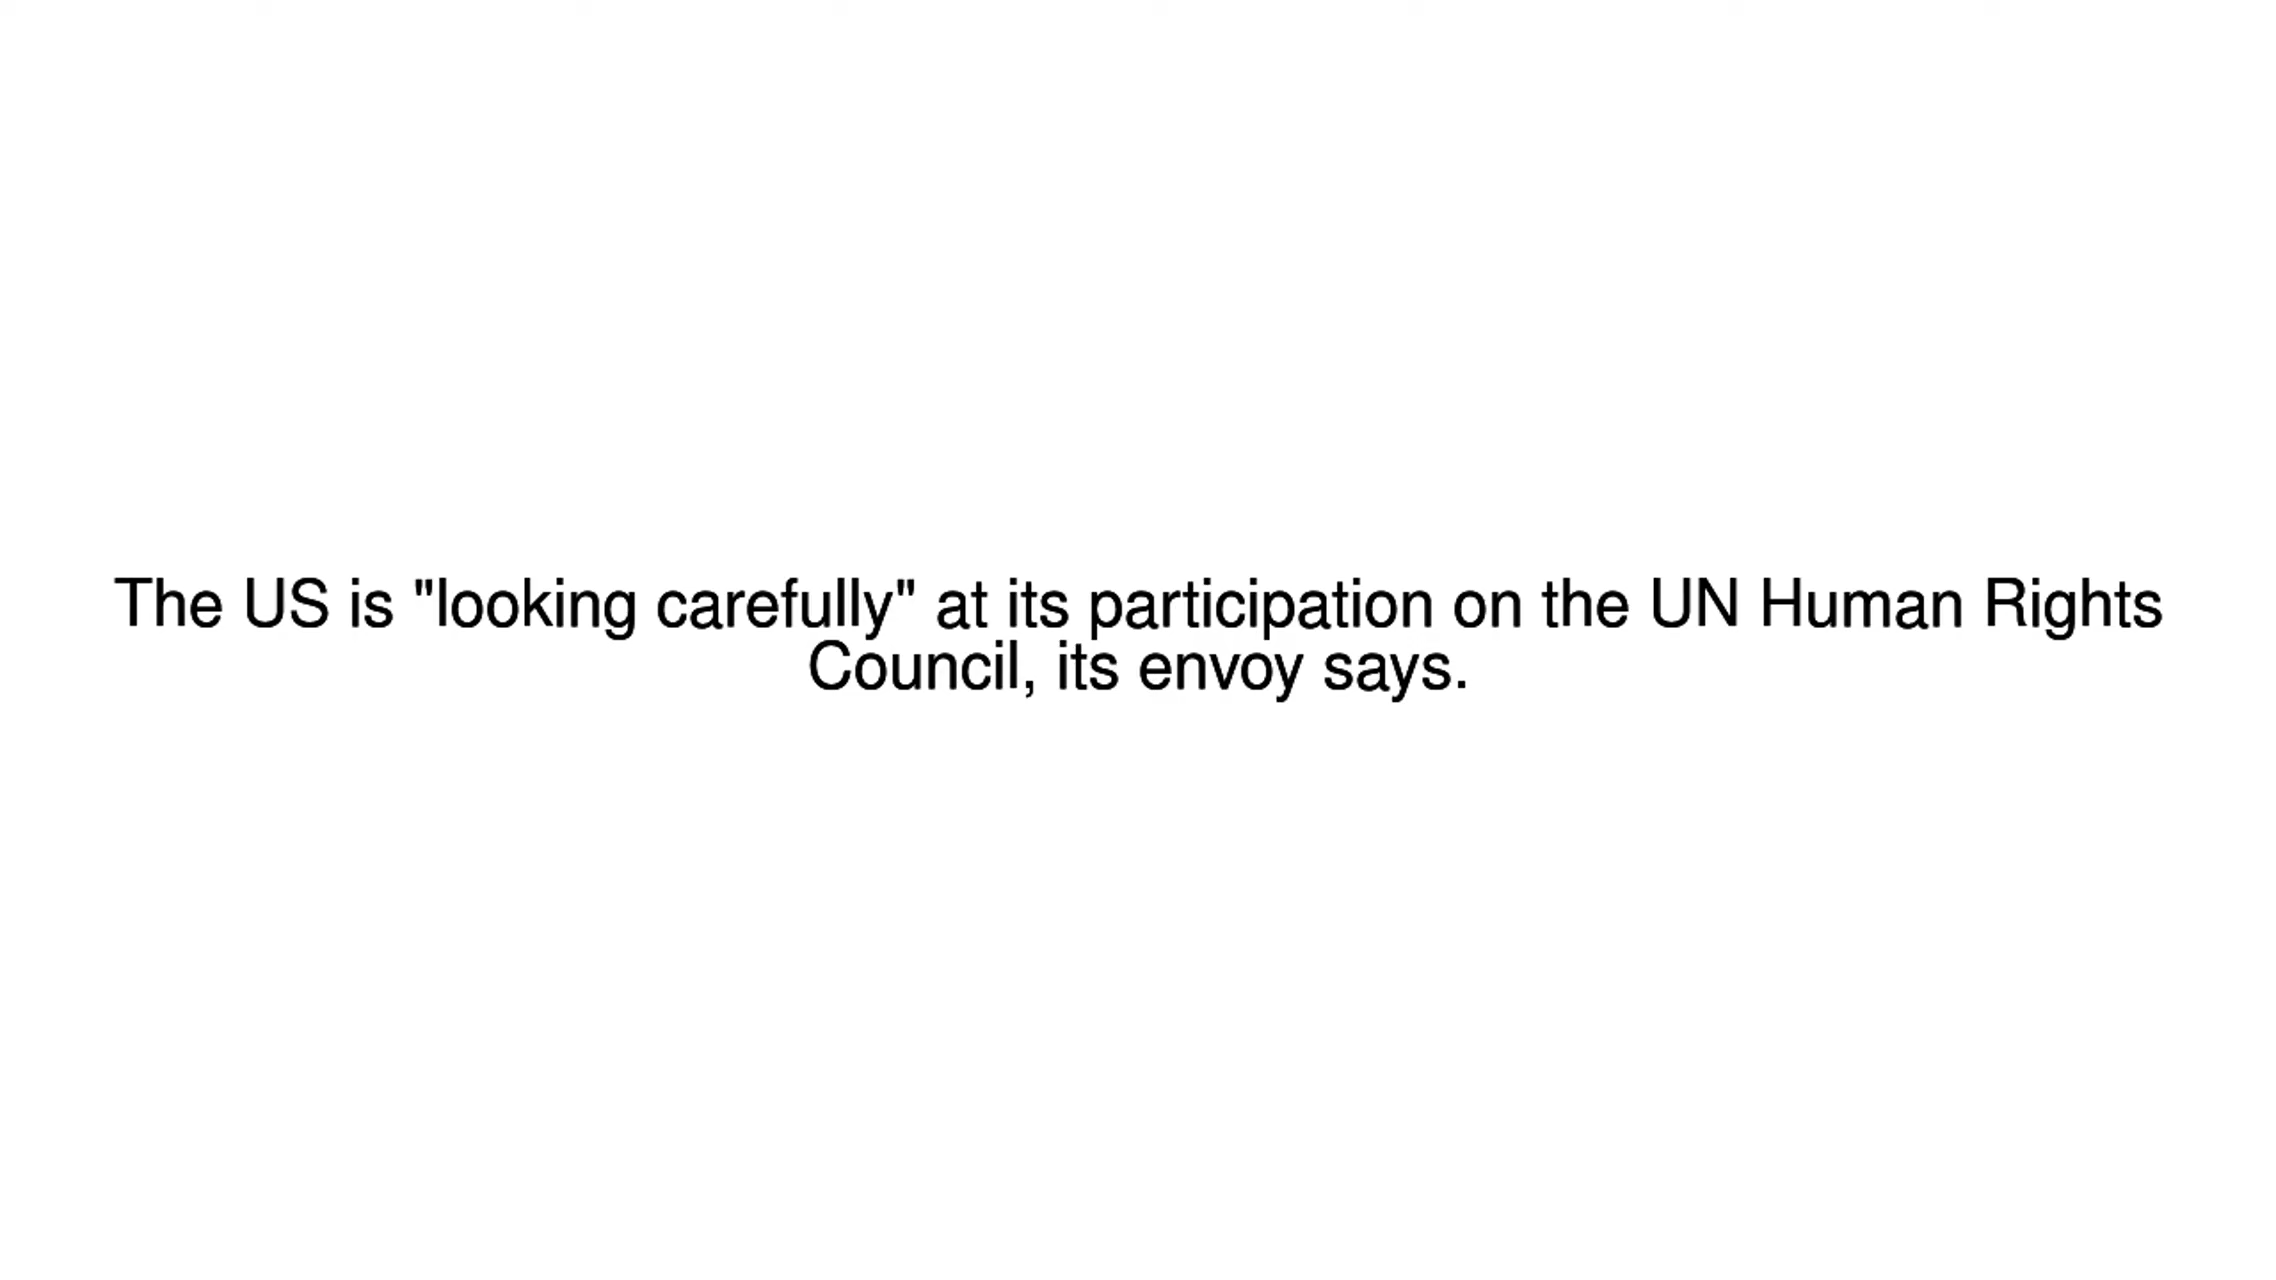 The US is "looking carefully" at its participation on the UN Human Rights
Council, its envoy says.